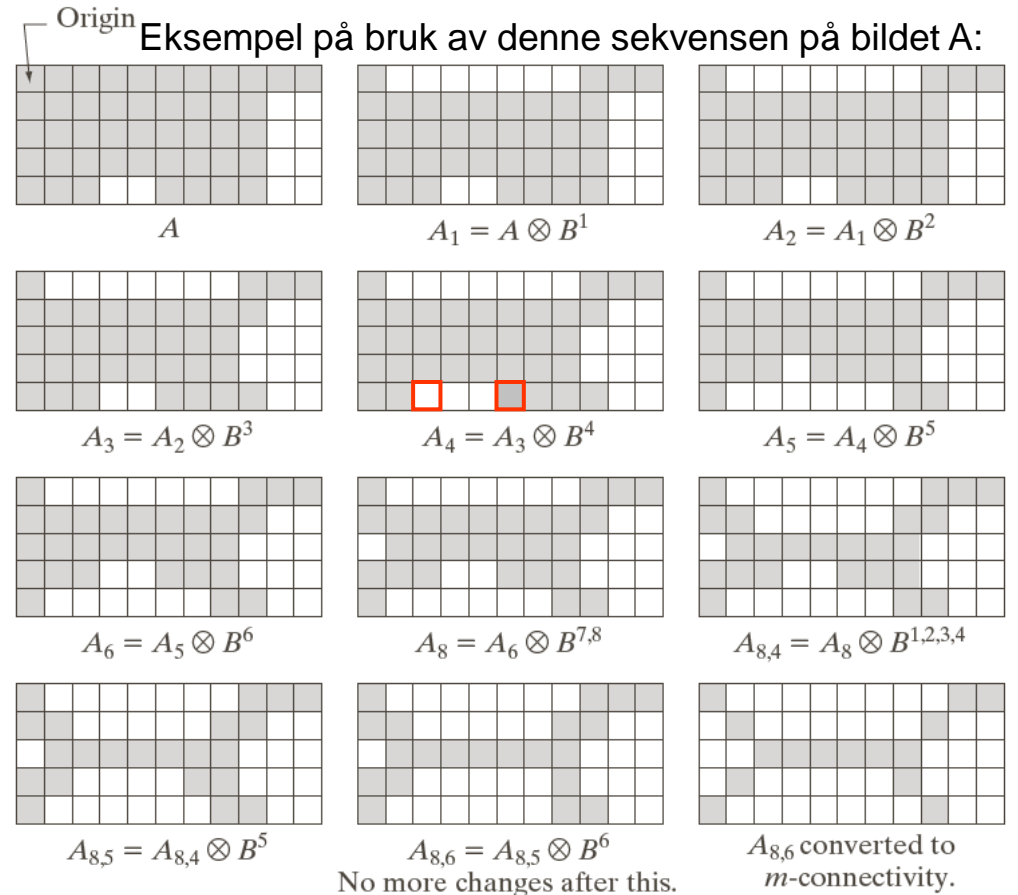 Origin
Eksempel på bruk av denne sekvensen på bildet A:
A
A₁ = A ⊗ B¹
A₂ = A₁ ⊗ B²
A₃ = A₂ ⊗ B³
A₄ = A₃ ⊗ B⁴
A₅ = A₄ ⊗ B⁵
A₆ = A₅ ⊗ B⁶
A₈ = A₆ ⊗ B⁷,⁸
A₈,₄ = A₈ ⊗ B¹,²,³,⁴
A₈,₅ = A₈,₄ ⊗ B⁵
A₈,₆ = A₈,₅ ⊗ B⁶
No more changes after this.
A₈,₆ converted to
m-connectivity.